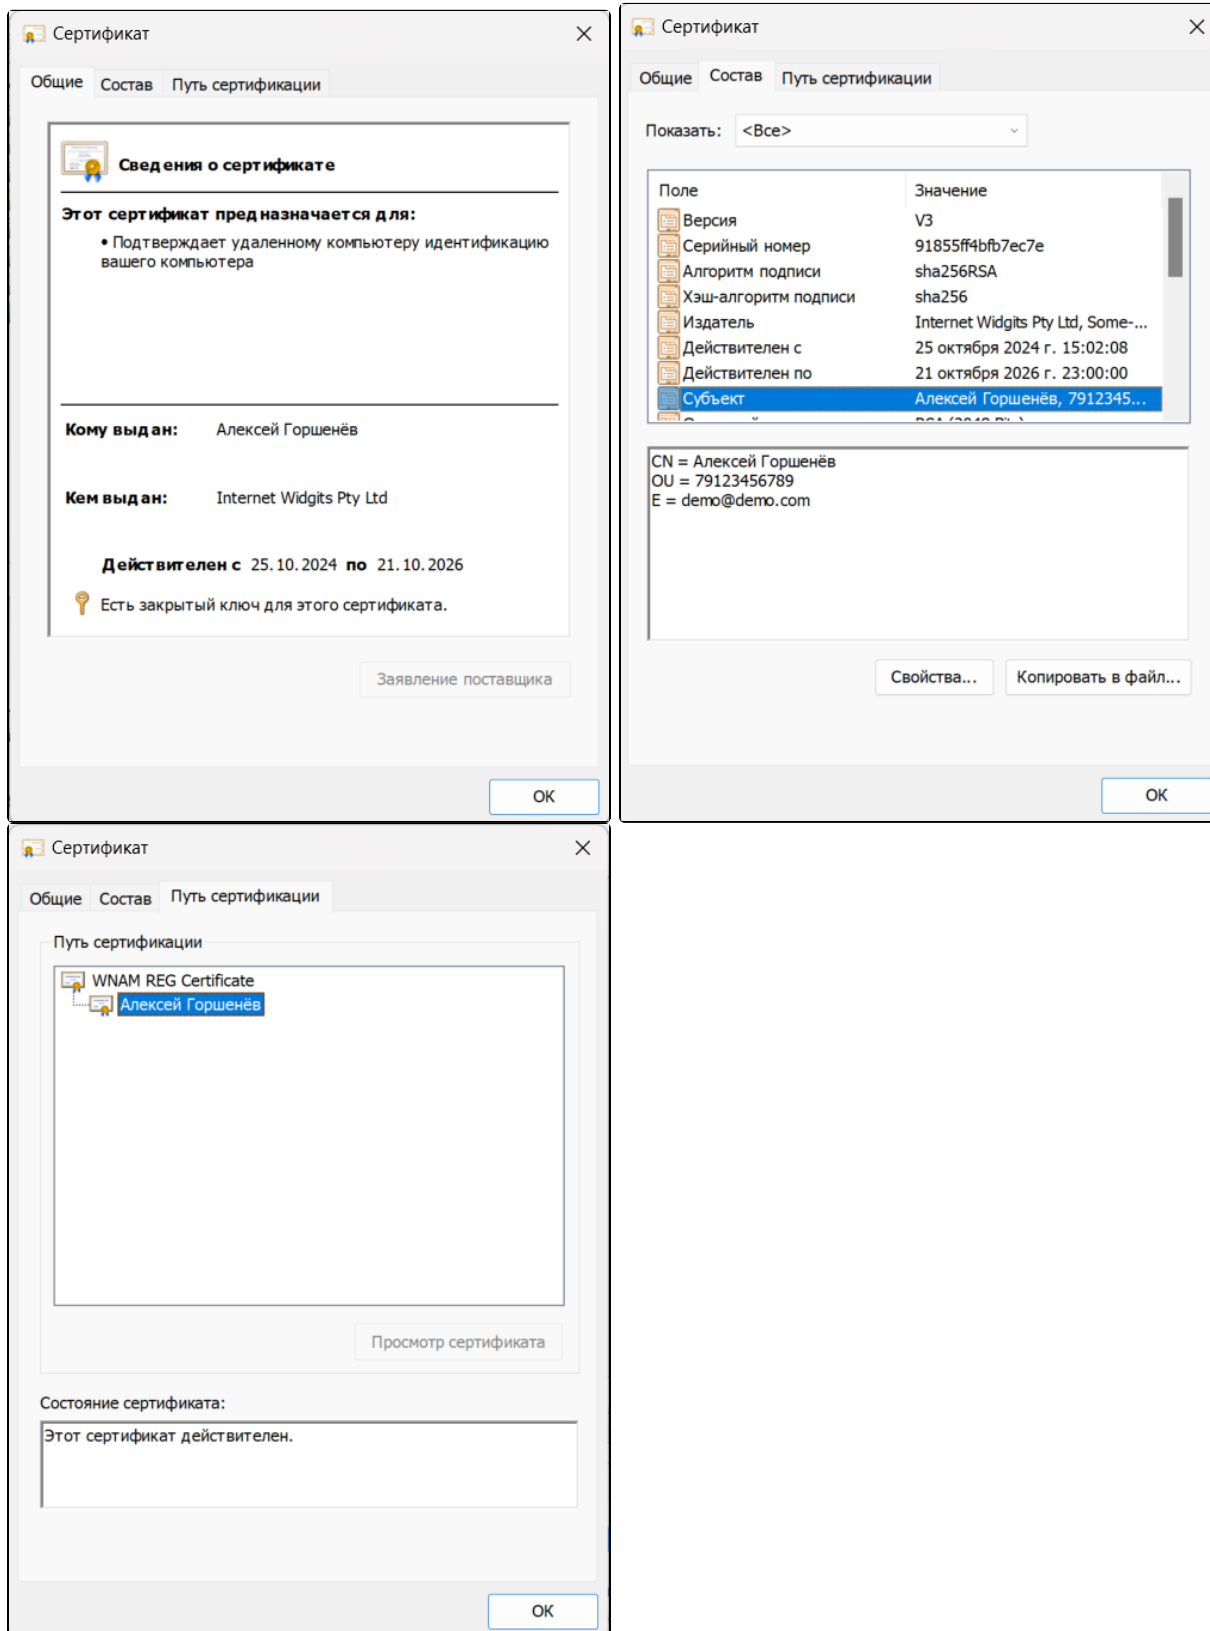 Сертификат
Общие Состав Путь сертификации
Сведения о сертификате
Этот сертификат предназначается для:
• Подтверждает удаленному компьютеру идентификацию
вашего компьютера
Кому выдан: Алексей Горшенёв
Кем выдан: Internet Widgits Pty Ltd
Действителен с 25.10.2024 по 21.10.2026
Есть закрытый ключ для этого сертификата.
Заявление поставщика
ОК
Сертификат
Общие Состав Путь сертификации
Показать: <Все>
Поле Значение
Версия V3
Серийный номер 91855ff4bfb7ec7e
Алгоритм подписи sha256RSA
Хэш-алгоритм подписи sha256
Издатель Internet Widgits Pty Ltd, Some-...
Действителен с 25 октября 2024 г. 15:02:08
Действителен по 21 октября 2026 г. 23:00:00
Субъект Алексей Горшенёв, 7912345...
CN = Алексей Горшенёв
OU = 79123456789
E = demo@demo.com
Свойства... Копировать в файл...
ОК
Сертификат
Общие Состав Путь сертификации
Путь сертификации
WNAM REG Certificate
Алексей Горшенёв
Просмотр сертификата
Состояние сертификата:
Этот сертификат действителен.
ОК